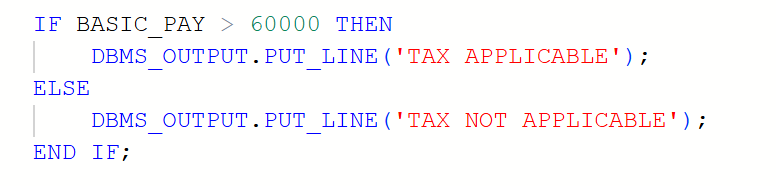 IF BASIC_PAY > 60000 THEN
    DBMS_OUTPUT.PUT_LINE('TAX APPLICABLE');
ELSE
    DBMS_OUTPUT.PUT_LINE('TAX NOT APPLICABLE');
END IF;